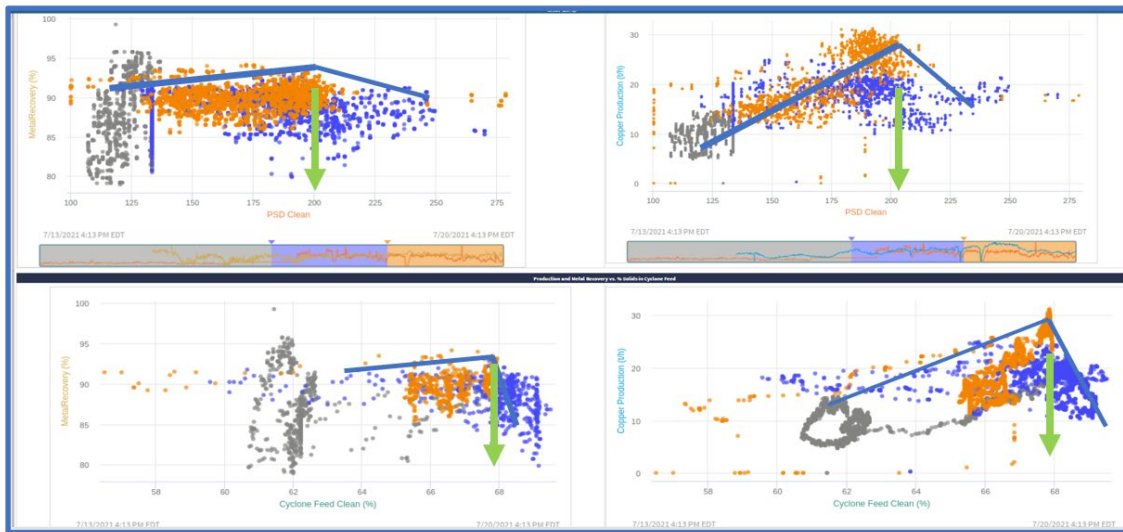 100
95
90
85
80
MetalRecovery (%)
100 125 150 175 200 225 250 275
PSD Clean
7/13/2021 4:13 PM EDT 7/20/2021 4:13 PM EDT
30
20
10
0
Copper Production (t/h)
100 125 150 175 200 225 250 275
PSD Clean
7/13/2021 4:13 PM EDT 7/20/2021 4:13 PM EDT
Production and Metal Recovery vs. % Solids in Cyclone Feed
100
95
90
85
80
MetalRecovery (%)
58 60 62 64 66 68
Cyclone Feed Clean (%)
7/13/2021 4:13 PM EDT 7/20/2021 4:13 PM EDT
30
20
10
0
Copper Production (t/h)
58 60 62 64 66 68
Cyclone Feed Clean (%)
7/13/2021 4:13 PM EDT 7/20/2021 4:13 PM EDT